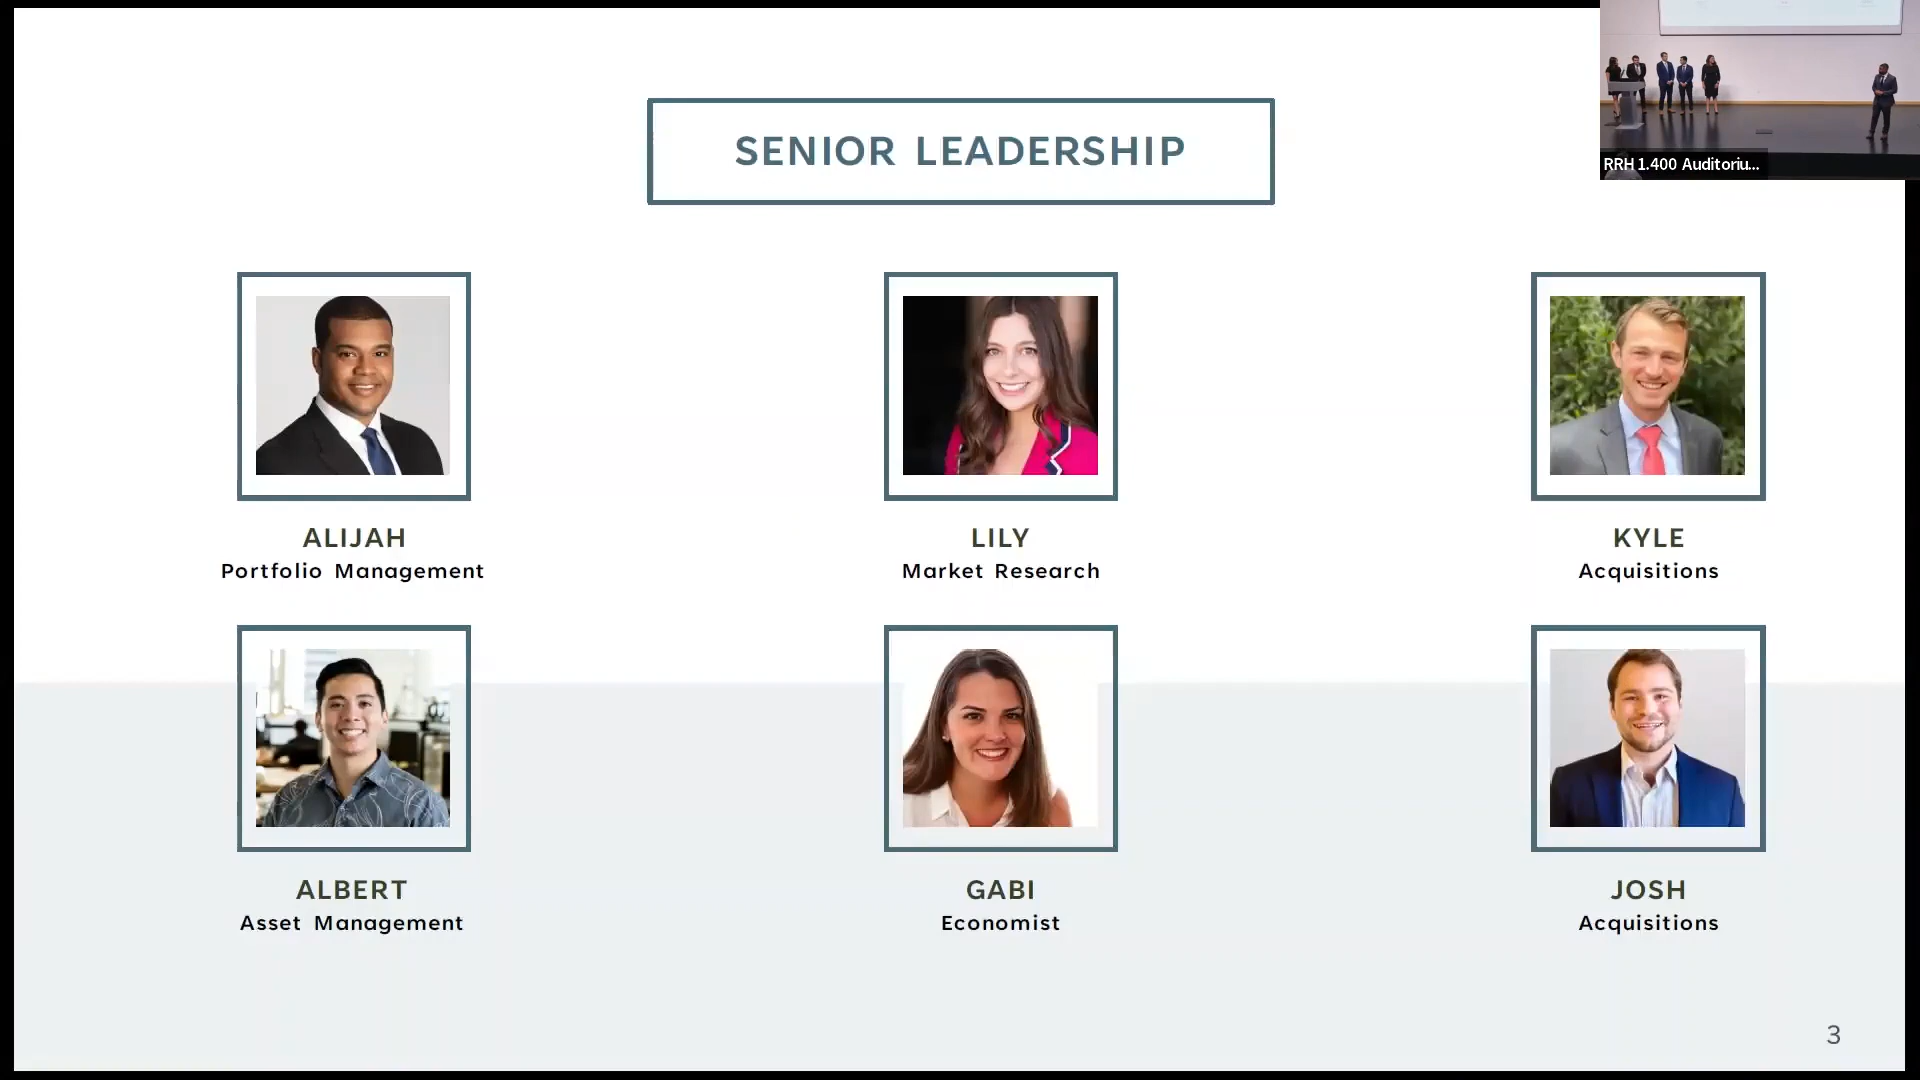 SENIOR LEADERSHIP
RRH 1.400 Auditoriu...
ALIJAH
Portfolio Management
LILY
Market Research
KYLE
Acquisitions
ALBERT
Asset Management
GABI
Economist
JOSH
Acquisitions
3